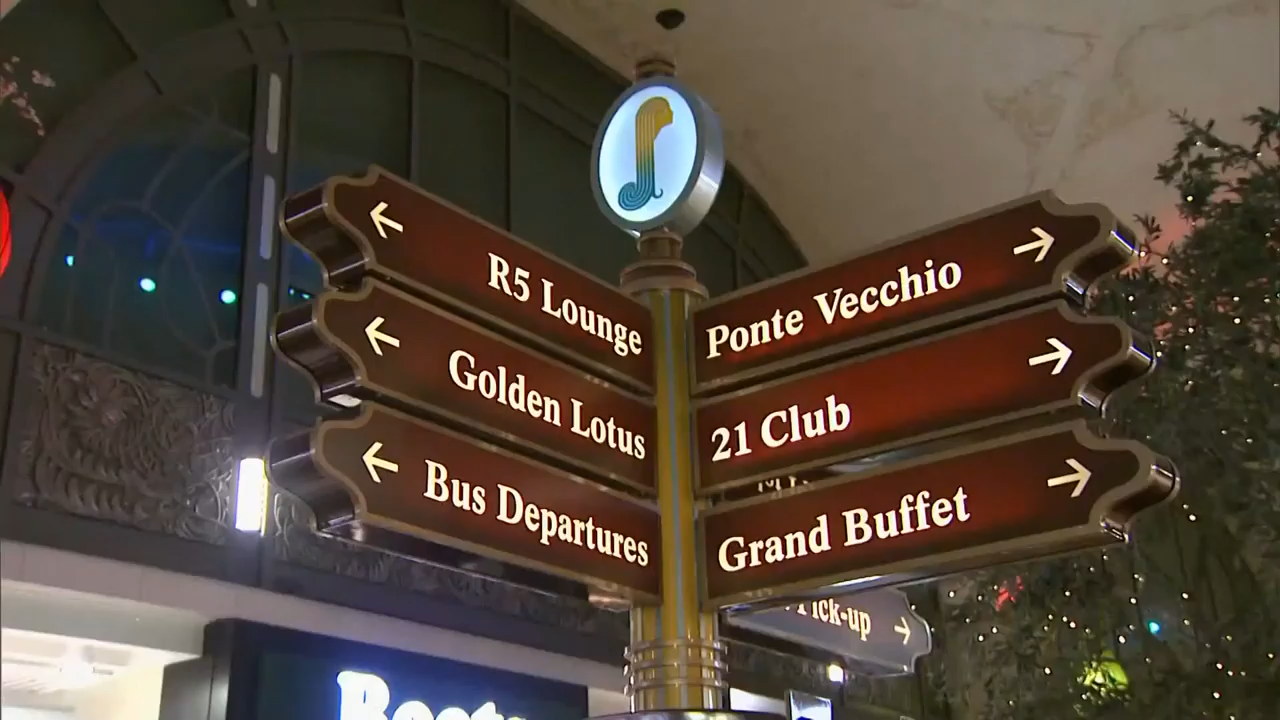 R5 Lounge
Golden Lotus
Bus Departures
Ponte Vecchio
21 Club
Grand Buffet
Pick-up